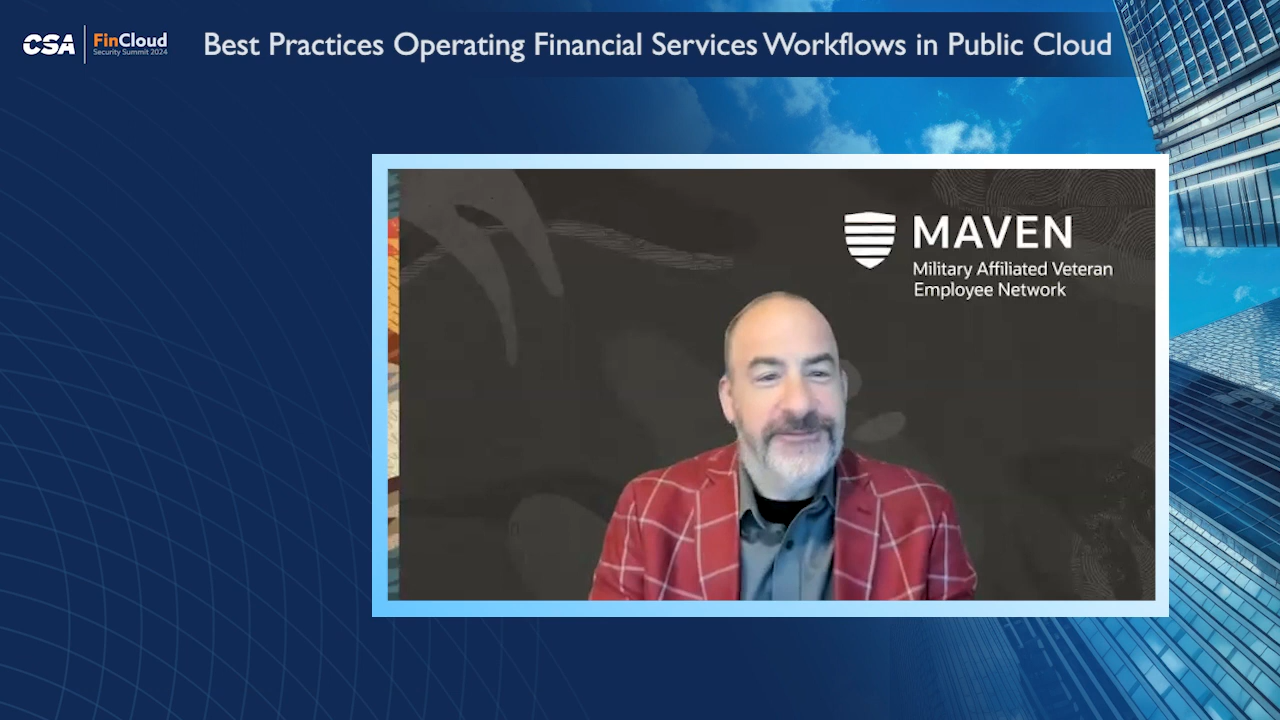 CSA
FinCloud
Security Summit 2024
Best Practices Operating Financial Services Workflows in Public Cloud
MAVEN
Military Affiliated Veteran
Employee Network